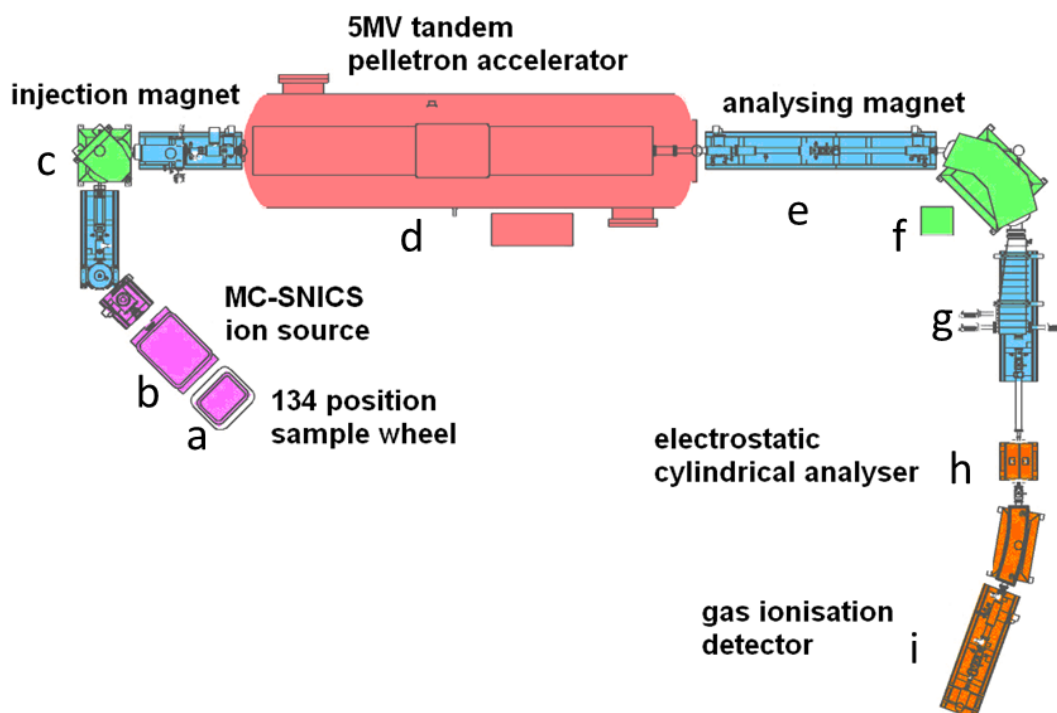 5MV tandem
pelletron accelerator
injection magnet
analysing magnet
c
d
e
f
MC-SNICS
ion source
g
b
a
134 position
sample wheel
electrostatic
cylindrical analyser
h
gas ionisation
detector
i